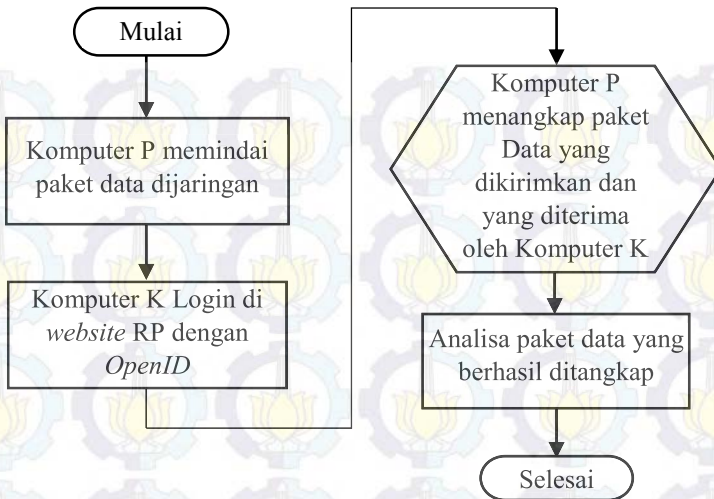 Mulai
Komputer P memindai
paket data dijaringan
Komputer K Login di
website RP dengan
OpenID
Komputer P
menangkap paket
Data yang
dikirimkan dan
yang diterima
oleh Komputer K
Analisa paket data yang
berhasil ditangkap
Selesai